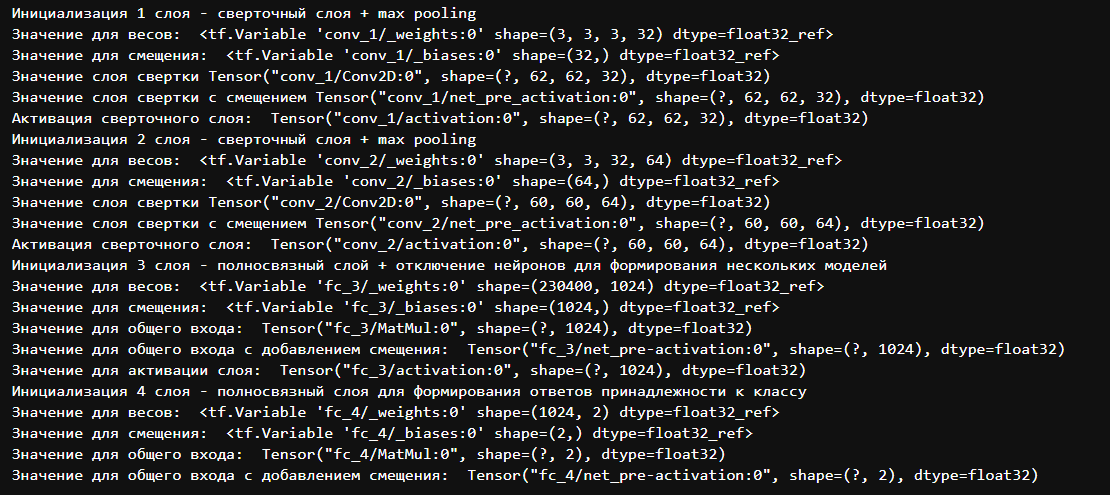 Инициализация 1 слоя - сверточный слоя + max pooling
Значение для весов:  <tf.Variable 'conv_1/_weights:0' shape=(3, 3, 3, 32) dtype=float32_ref>
Значение для смещения:  <tf.Variable 'conv_1/_biases:0' shape=(32,) dtype=float32_ref>
Значение слоя свертки Tensor("conv_1/Conv2D:0", shape=(?, 62, 62, 32), dtype=float32)
Значение слоя свертки с смещением Tensor("conv_1/net_pre_activation:0", shape=(?, 62, 62, 32), dtype=float32)
Активация сверточного слоя:  Tensor("conv_1/activation:0", shape=(?, 62, 62, 32), dtype=float32)
Инициализация 2 слоя - сверточный слоя + max pooling
Значение для весов:  <tf.Variable 'conv_2/_weights:0' shape=(3, 3, 32, 64) dtype=float32_ref>
Значение для смещения:  <tf.Variable 'conv_2/_biases:0' shape=(64,) dtype=float32_ref>
Значение слоя свертки Tensor("conv_2/Conv2D:0", shape=(?, 60, 60, 64), dtype=float32)
Значение слоя свертки с смещением Tensor("conv_2/net_pre_activation:0", shape=(?, 60, 60, 64), dtype=float32)
Активация сверточного слоя:  Tensor("conv_2/activation:0", shape=(?, 60, 60, 64), dtype=float32)
Инициализация 3 слоя - полносвязный слой + отключение нейронов для формирования нескольких моделей
Значение для весов:  <tf.Variable 'fc_3/_weights:0' shape=(230400, 1024) dtype=float32_ref>
Значение для смещения:  <tf.Variable 'fc_3/_biases:0' shape=(1024,) dtype=float32_ref>
Значение для общего входа:  Tensor("fc_3/MatMul:0", shape=(?, 1024), dtype=float32)
Значение для общего входа с добавлением смещения:  Tensor("fc_3/net_pre-activation:0", shape=(?, 1024), dtype=float32)
Значение для активации слоя:  Tensor("fc_3/activation:0", shape=(?, 1024), dtype=float32)
Инициализация 4 слоя - полносвязный слой для формирования ответов принадлежности к классу
Значение для весов:  <tf.Variable 'fc_4/_weights:0' shape=(1024, 2) dtype=float32_ref>
Значение для смещения:  <tf.Variable 'fc_4/_biases:0' shape=(2,) dtype=float32_ref>
Значение для общего входа:  Tensor("fc_4/MatMul:0", shape=(?, 2), dtype=float32)
Значение для общего входа с добавлением смещения:  Tensor("fc_4/net_pre-activation:0", shape=(?, 2), dtype=float32)